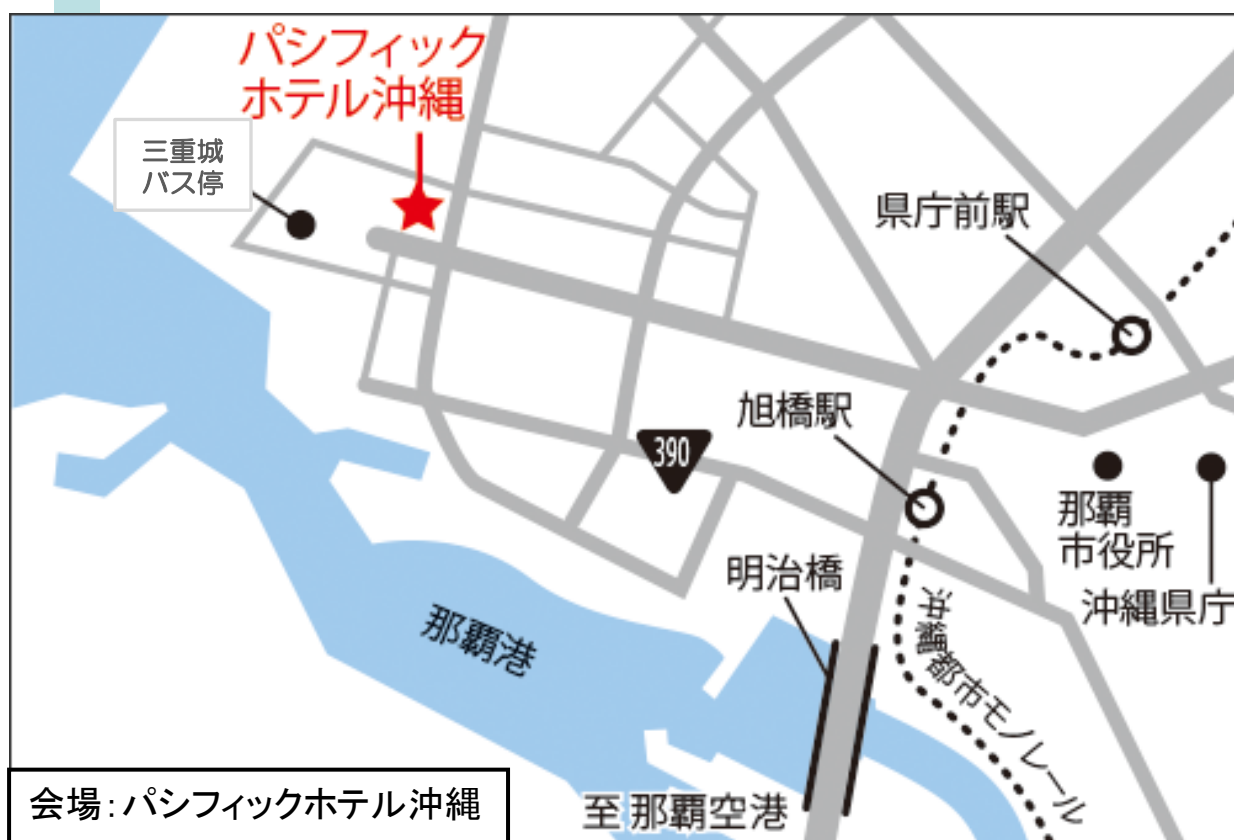 パシフィック
ホテル沖縄
三重城
バス停
県庁前駅
旭橋駅
390
那覇
市役所
明治橋
沖縄県庁
那覇港
沖縄都市モノレール
至 那覇空港
会場：パシフィックホテル沖縄